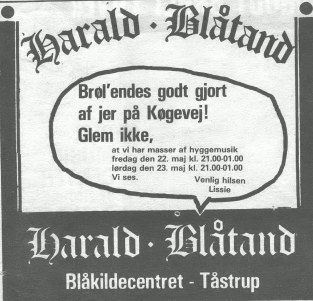 Harald · Blåtand
Brøl'endes godt gjort
af jer på Køgevej!
Glem ikke,
at vi har masser af hyggemusik
fredag den 22. maj kl. 21.00-01.00
lørdag den 23. maj kl. 21.00-01.00
Vi ses.
Venlig hilsen
Lissie
Harald · Blåtand
Blåkildecentret - Tåstrup